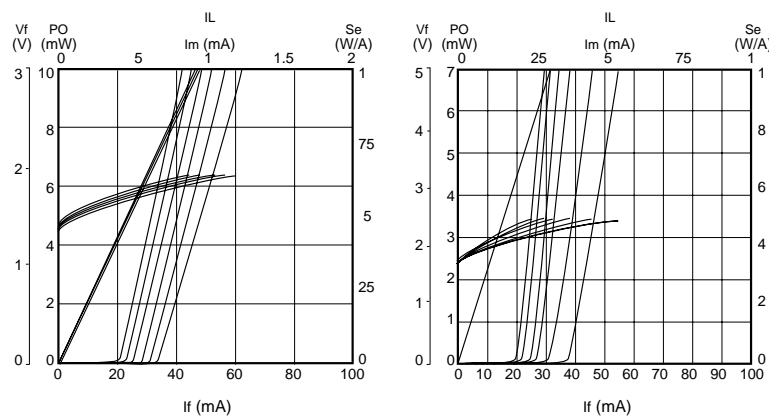 IL
Vf PO Im (mA) Se
(V) (mW) (W/A)
0 5 1 1.5 2
3 10 1
8
75
2 6
5
4
1
25
2
0 0 0
0 20 40 60 80 100
If (mA)
IL
Vf PO Im (mA) Se
(V) (mW) (W/A)
0 25 5 75 1
5 7 1
6 8
4
5
6
3 4
3 4
2
2
1 2
1
0 0
0 10 20 30 40 50 60 70 80 90 100
If (mA)